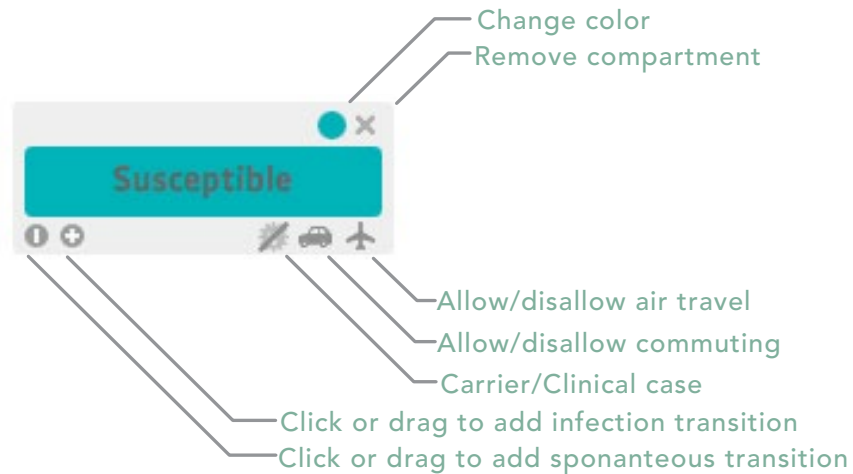 Change color
Remove compartment
Susceptible
Allow/disallow air travel
Allow/disallow commuting
Carrier/Clinical case
Click or drag to add infection transition
Click or drag to add sponanteous transition